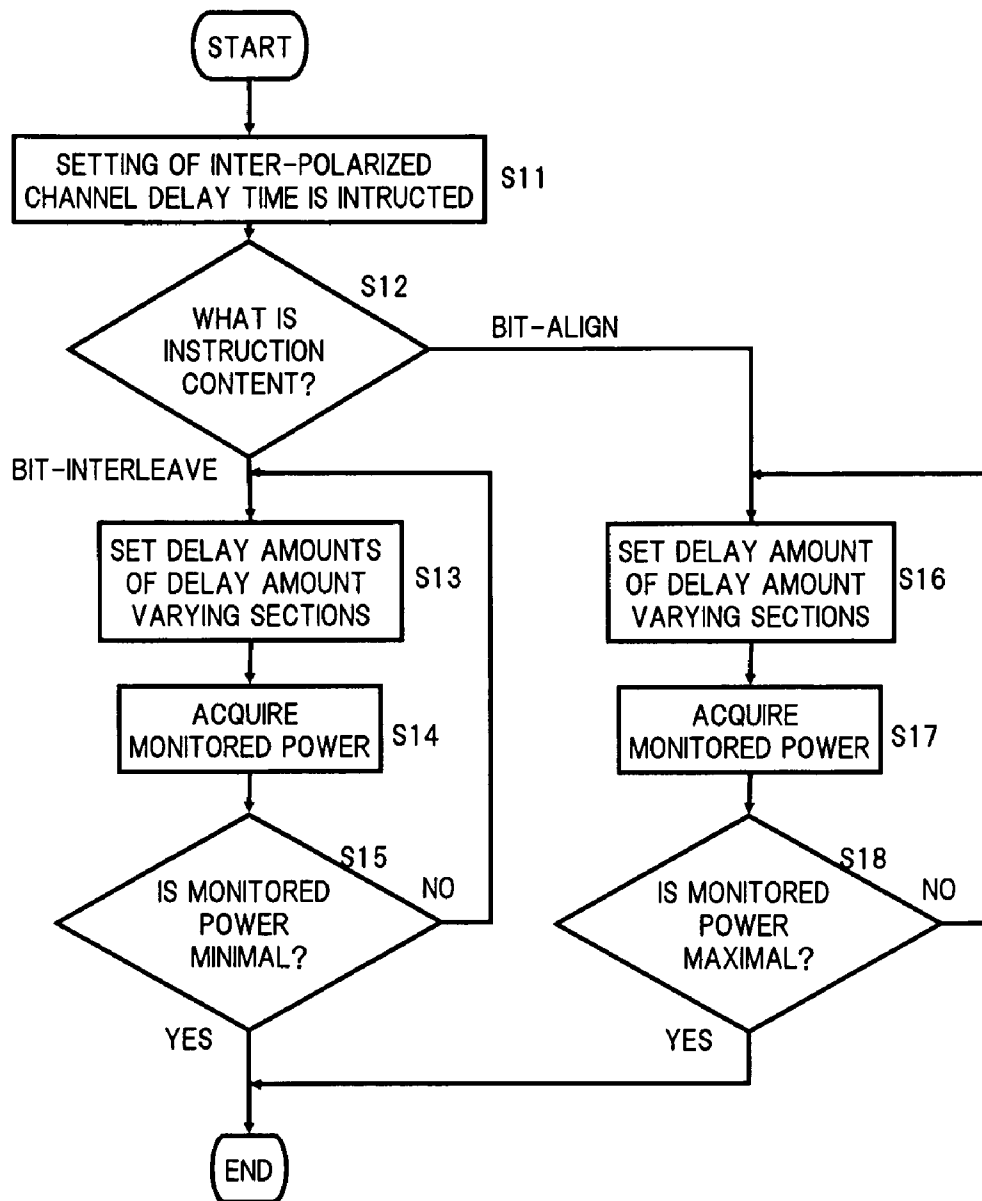 START
SETTING OF INTER-POLARIZED
CHANNEL DELAY TIME IS INTRUCTED
S11
S12
WHAT IS
INSTRUCTION
CONTENT?
BIT-ALIGN
BIT-INTERLEAVE
SET DELAY AMOUNTS
OF DELAY AMOUNT
VARYING SECTIONS
S13
ACQUIRE
MONITORED POWER
S14
S15
IS MONITORED
POWER
MINIMAL?
NO
YES
SET DELAY AMOUNT
OF DELAY AMOUNT
VARYING SECTIONS
S16
ACQUIRE
MONITORED POWER
S17
S18
IS MONITORED
POWER
MAXIMAL?
NO
YES
END